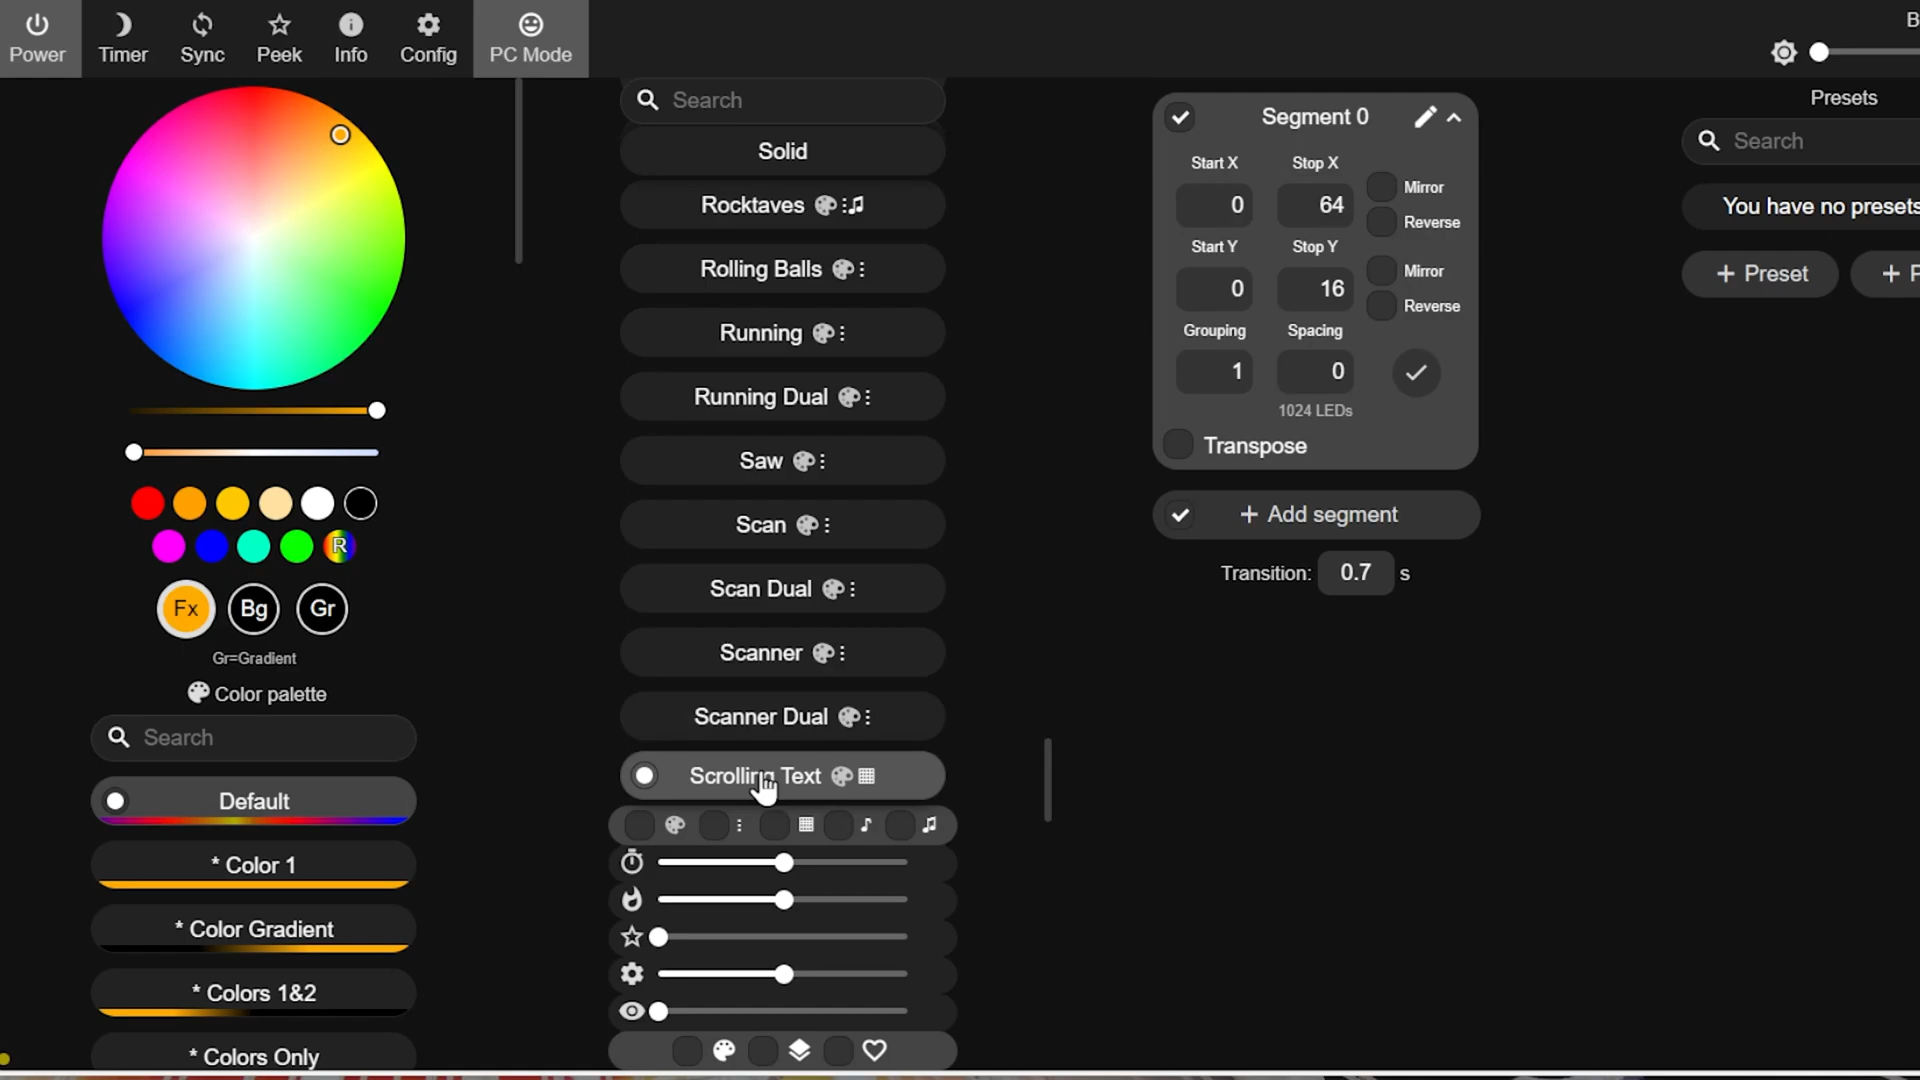 Power
Timer
Sync
Peek
Info
Config
PC Mode
B
R
Fx
Bg
Gr
Gr=Gradient
Color palette
Search
Default
* Color 1
* Color Gradient
* Colors 1&2
* Colors Only
Search
Solid
Rocktaves
Rolling Balls
Running
Running Dual
Saw
Scan
Scan Dual
Scanner
Scanner Dual
Scrolling Text
Segment 0
Start X
Stop X
0
64
Mirror
Reverse
Start Y
Stop Y
0
16
Mirror
Reverse
Grouping
Spacing
1
0
1024 LEDs
Transpose
+ Add segment
Transition: 0.7 s
Presets
Search
You have no presets
+ Preset
+ P